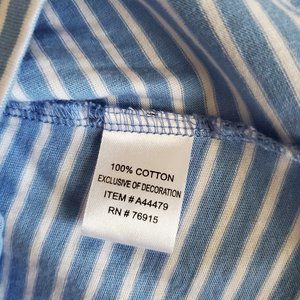 100% COTTON
EXCLUSIVE OF DECORATION
ITEM # A44479
RN # 76915